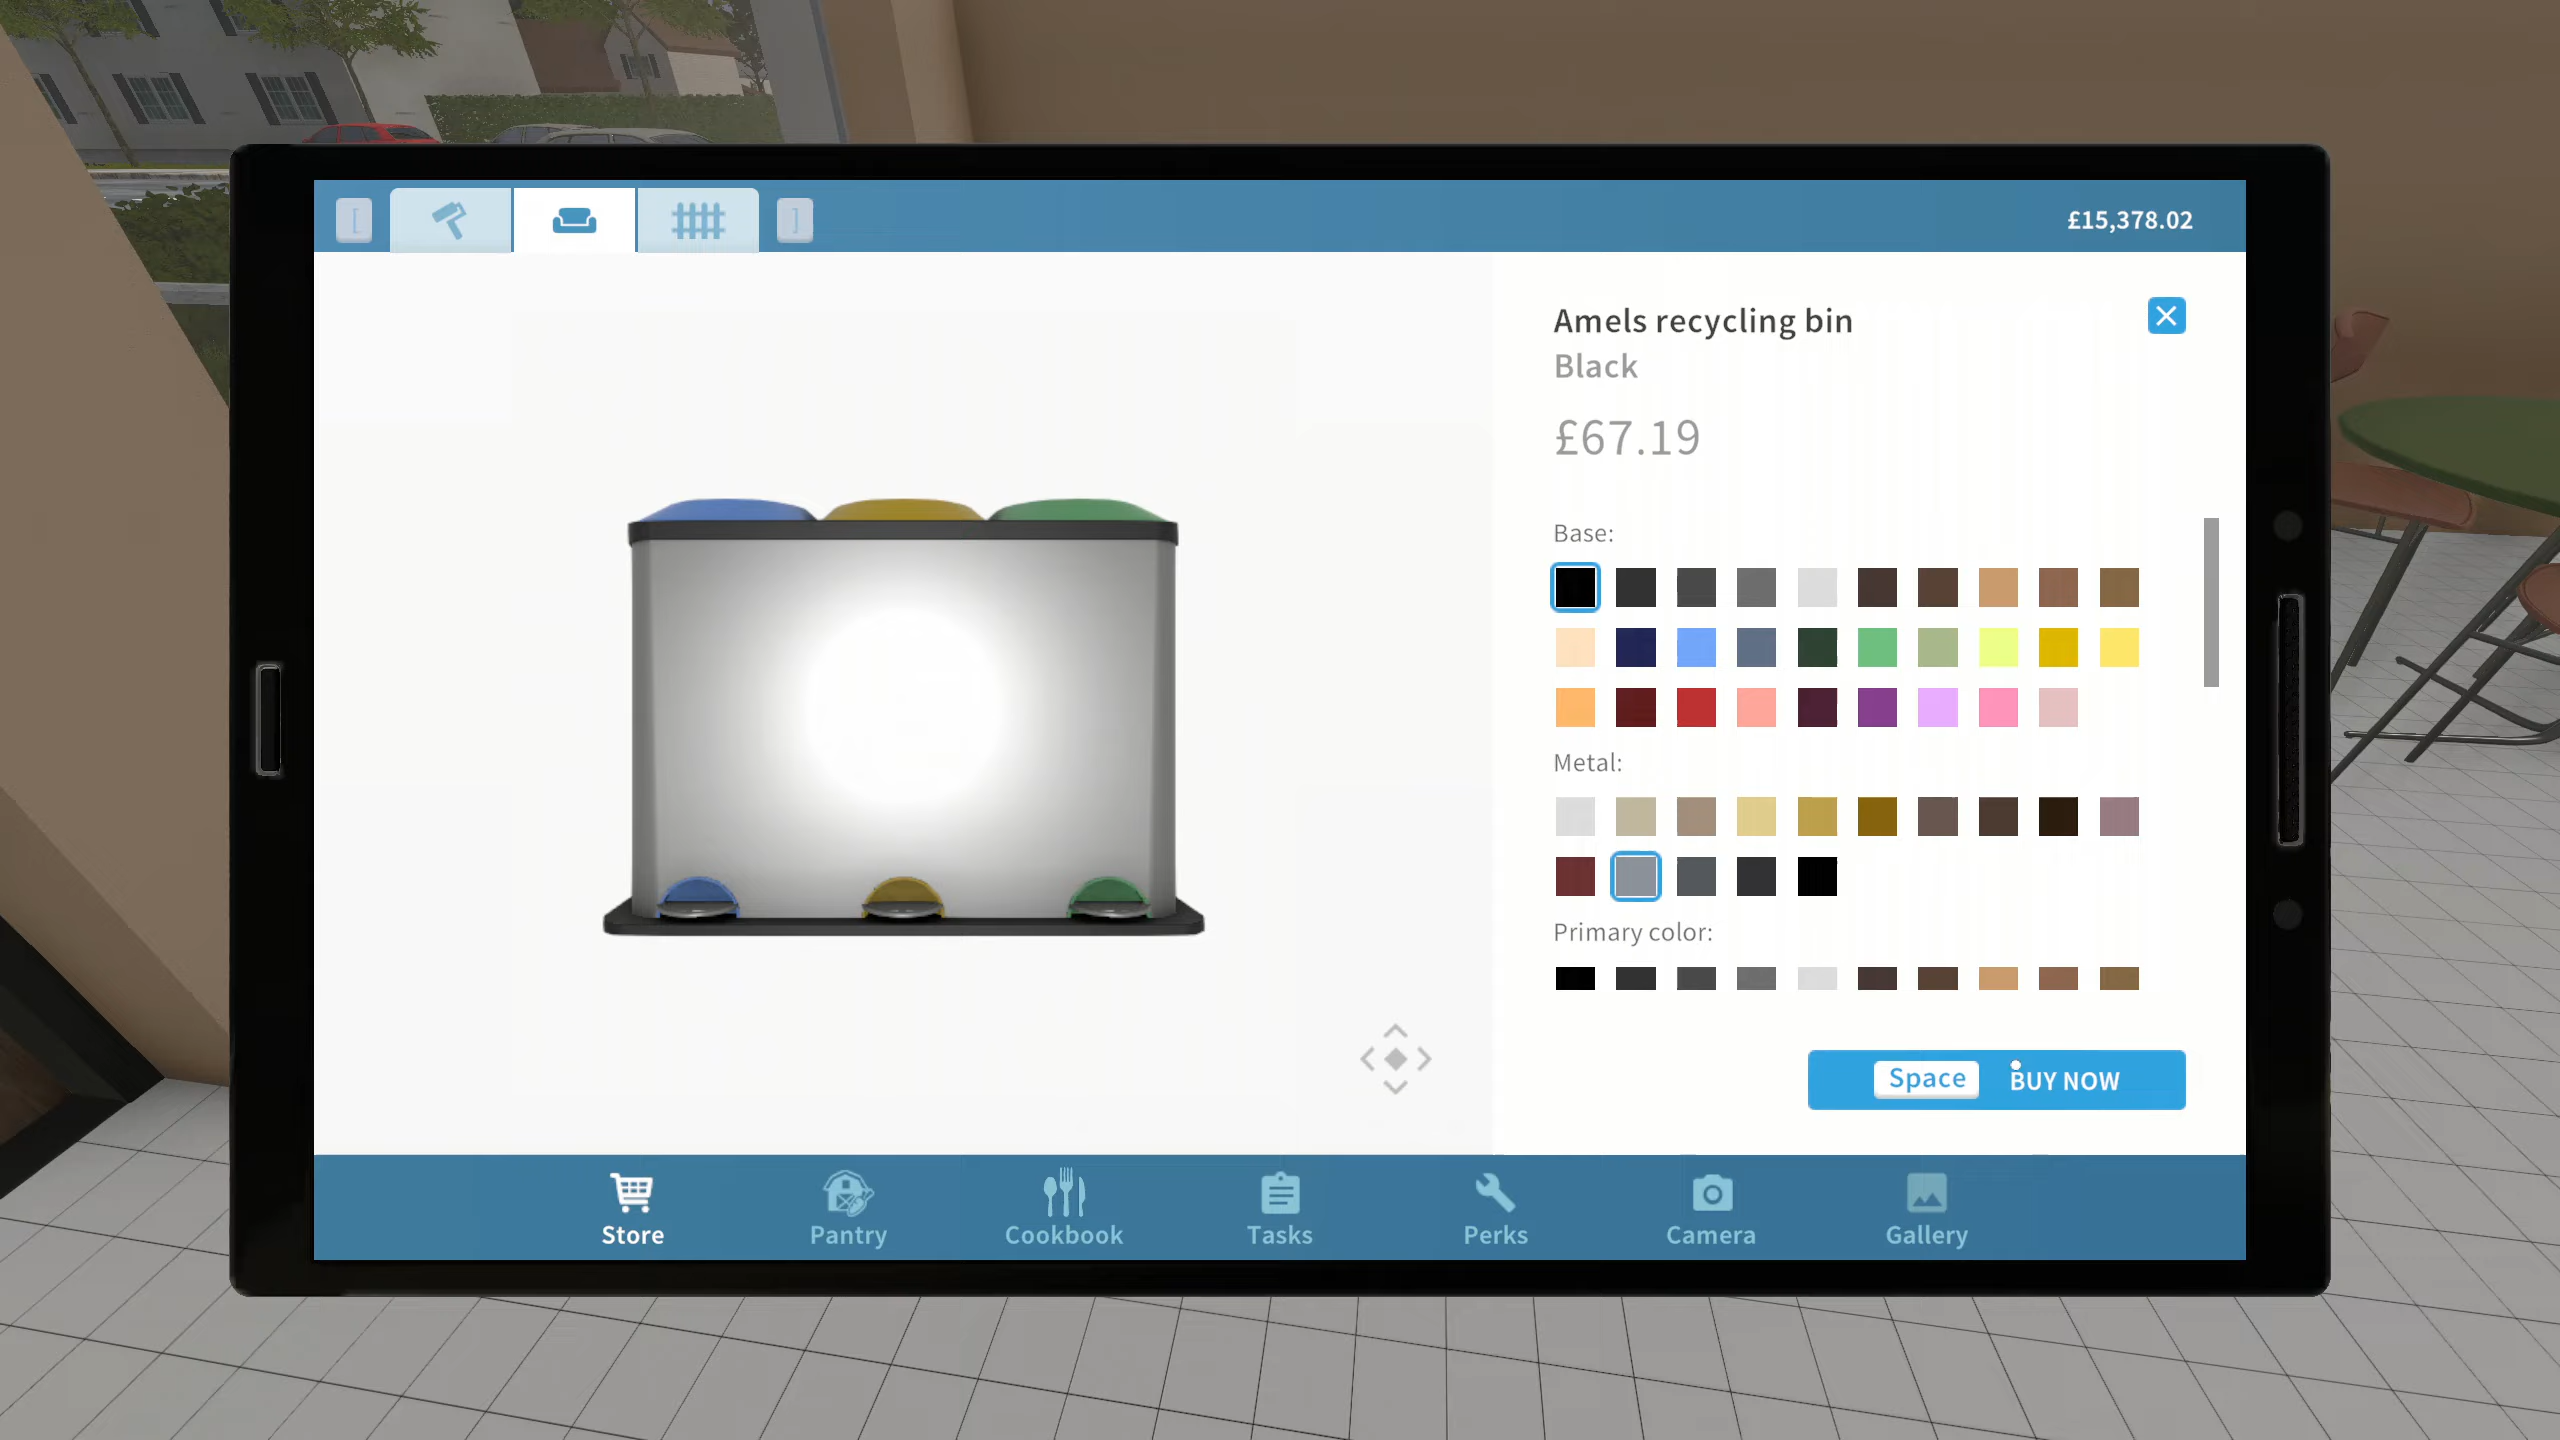 [
]
£15,378.02
Amels recycling bin
Black
£67.19
Base:
Metal:
Primary color:
Space BUY NOW
Store
Pantry
Cookbook
Tasks
Perks
Camera
Gallery